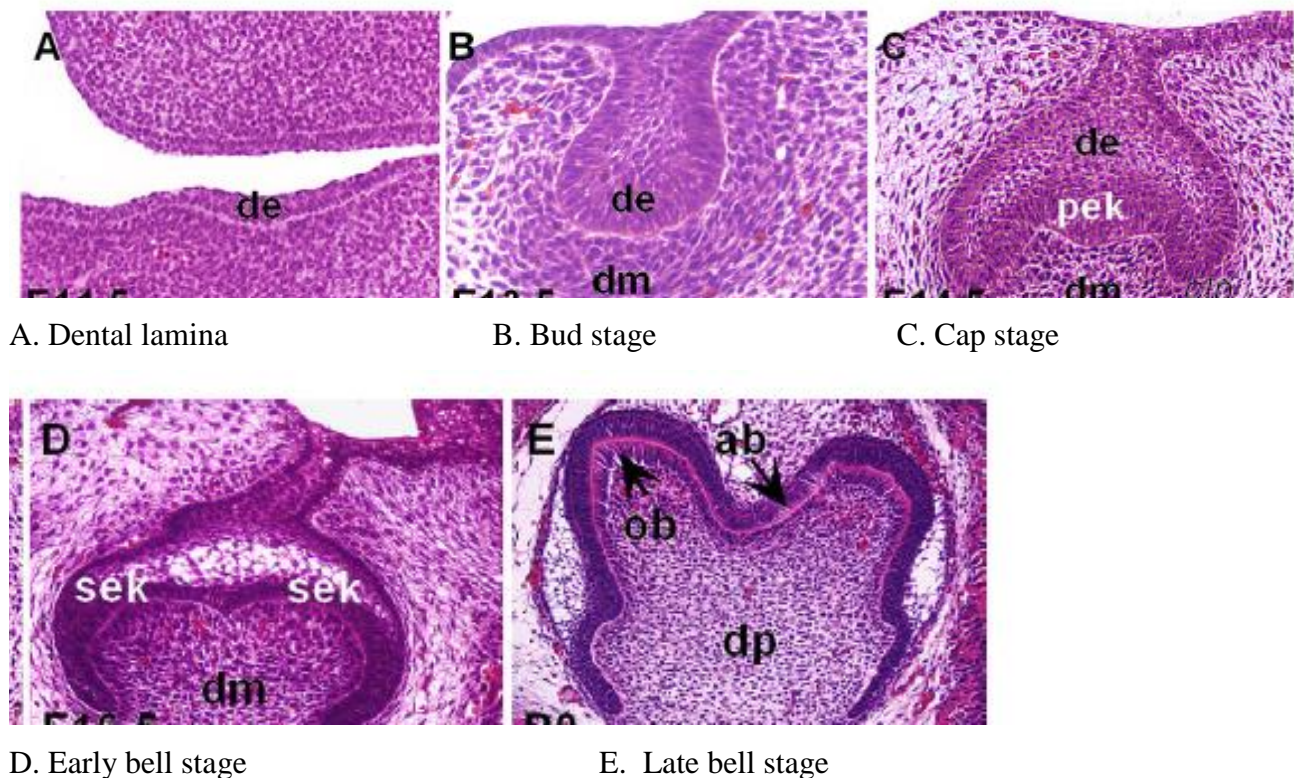 A
de
B
de
dm
C
de
pek
dm
A. Dental lamina
B. Bud stage
C. Cap stage
D
sek
sek
dm
E
ab
ob
dp
D. Early bell stage
E. Late bell stage